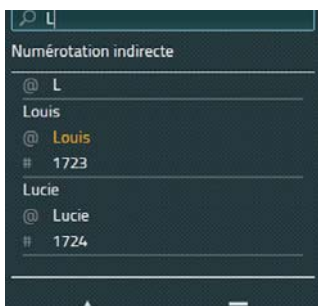 L
Numérotation indirecte
@ L
Louis
@ Louis
# 1723
Lucie
@ Lucie
# 1724